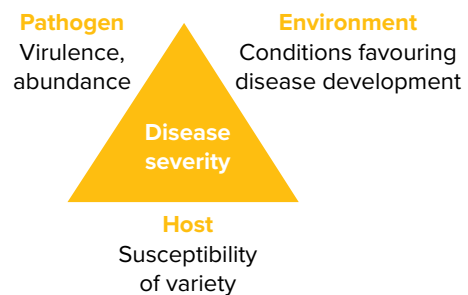 Pathogen
Virulence,
abundance
Environment
Conditions favouring
disease development
Disease
severity
Host
Susceptibility
of variety